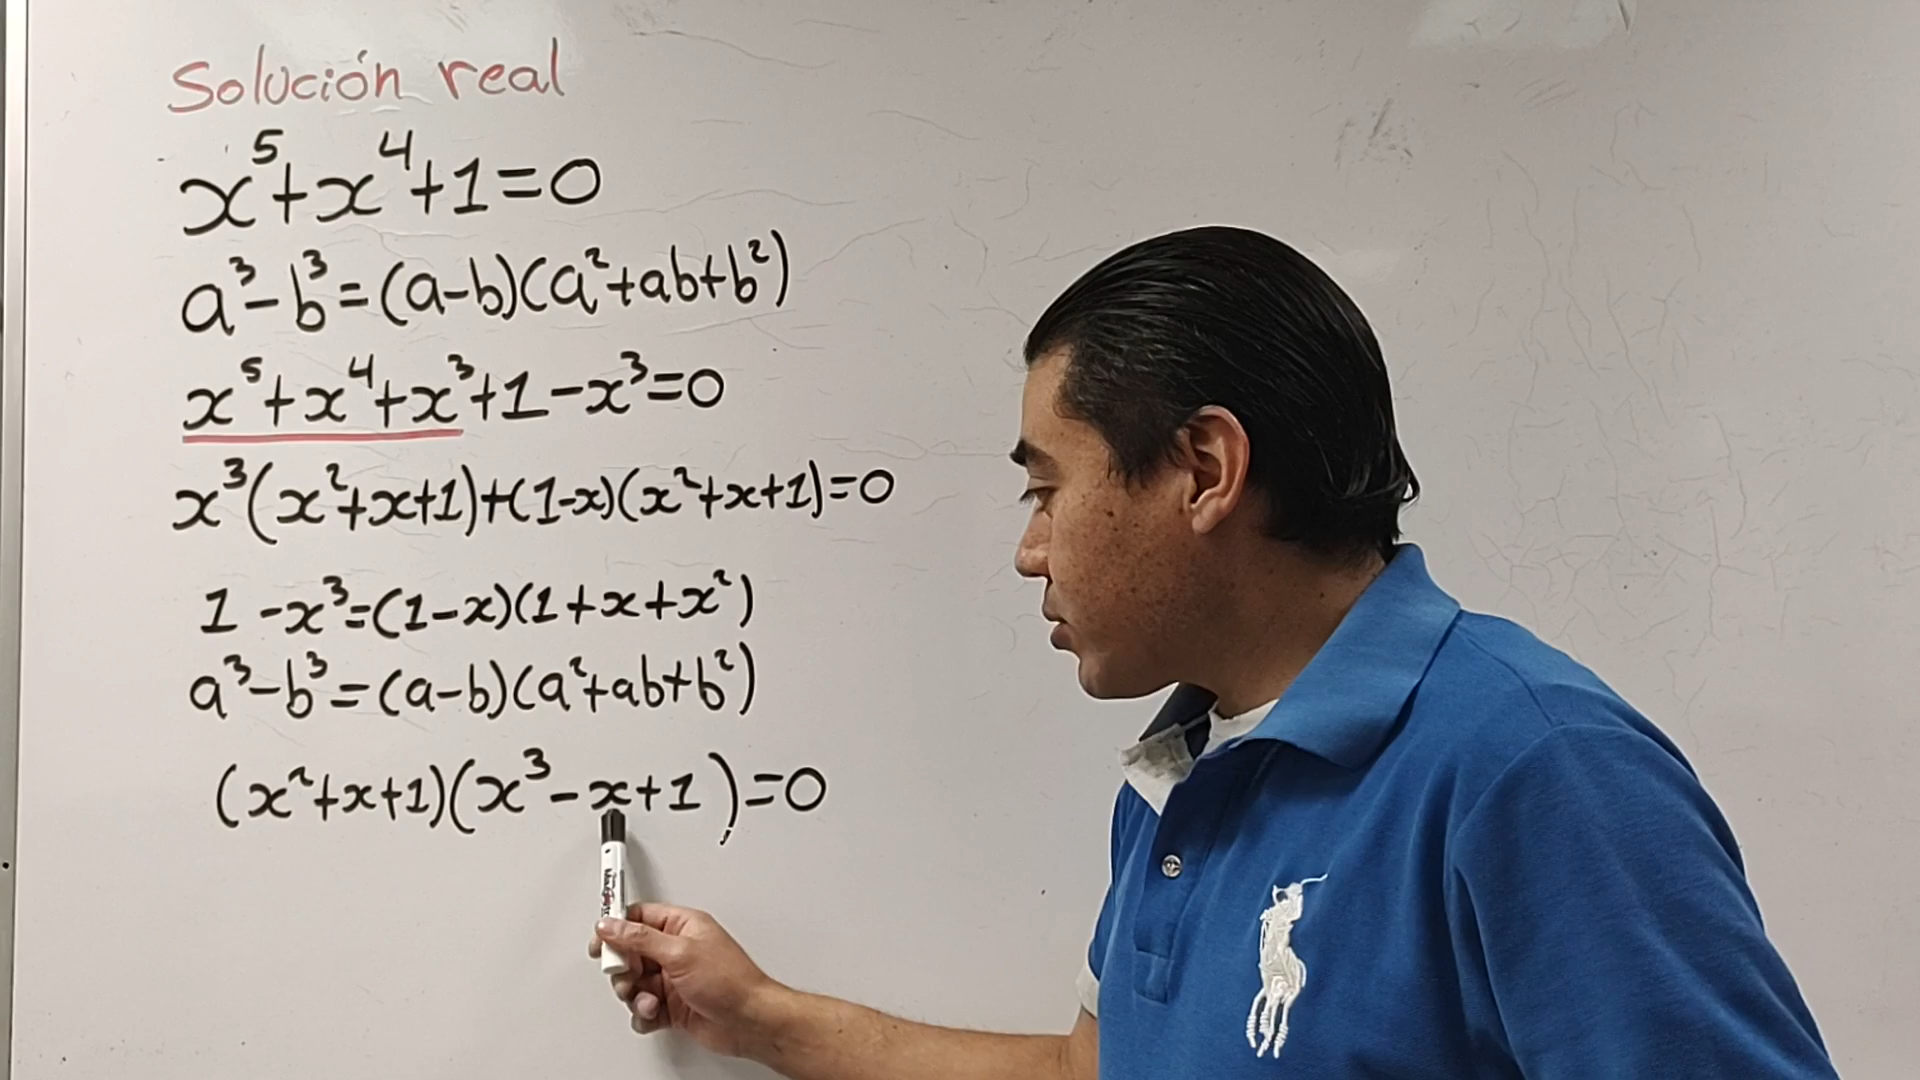 Solución real
x⁵+x⁴+1=0
a³-b³=(a-b)(a²+ab+b²)
x⁵+x⁴+x³+1-x³=0
x³(x²+x+1)+(1-x)(x²+x+1)=0
1-x³=(1-x)(1+x+x²)
a³-b³=(a-b)(a²+ab+b²)
(x²+x+1)(x³-x+1)=0